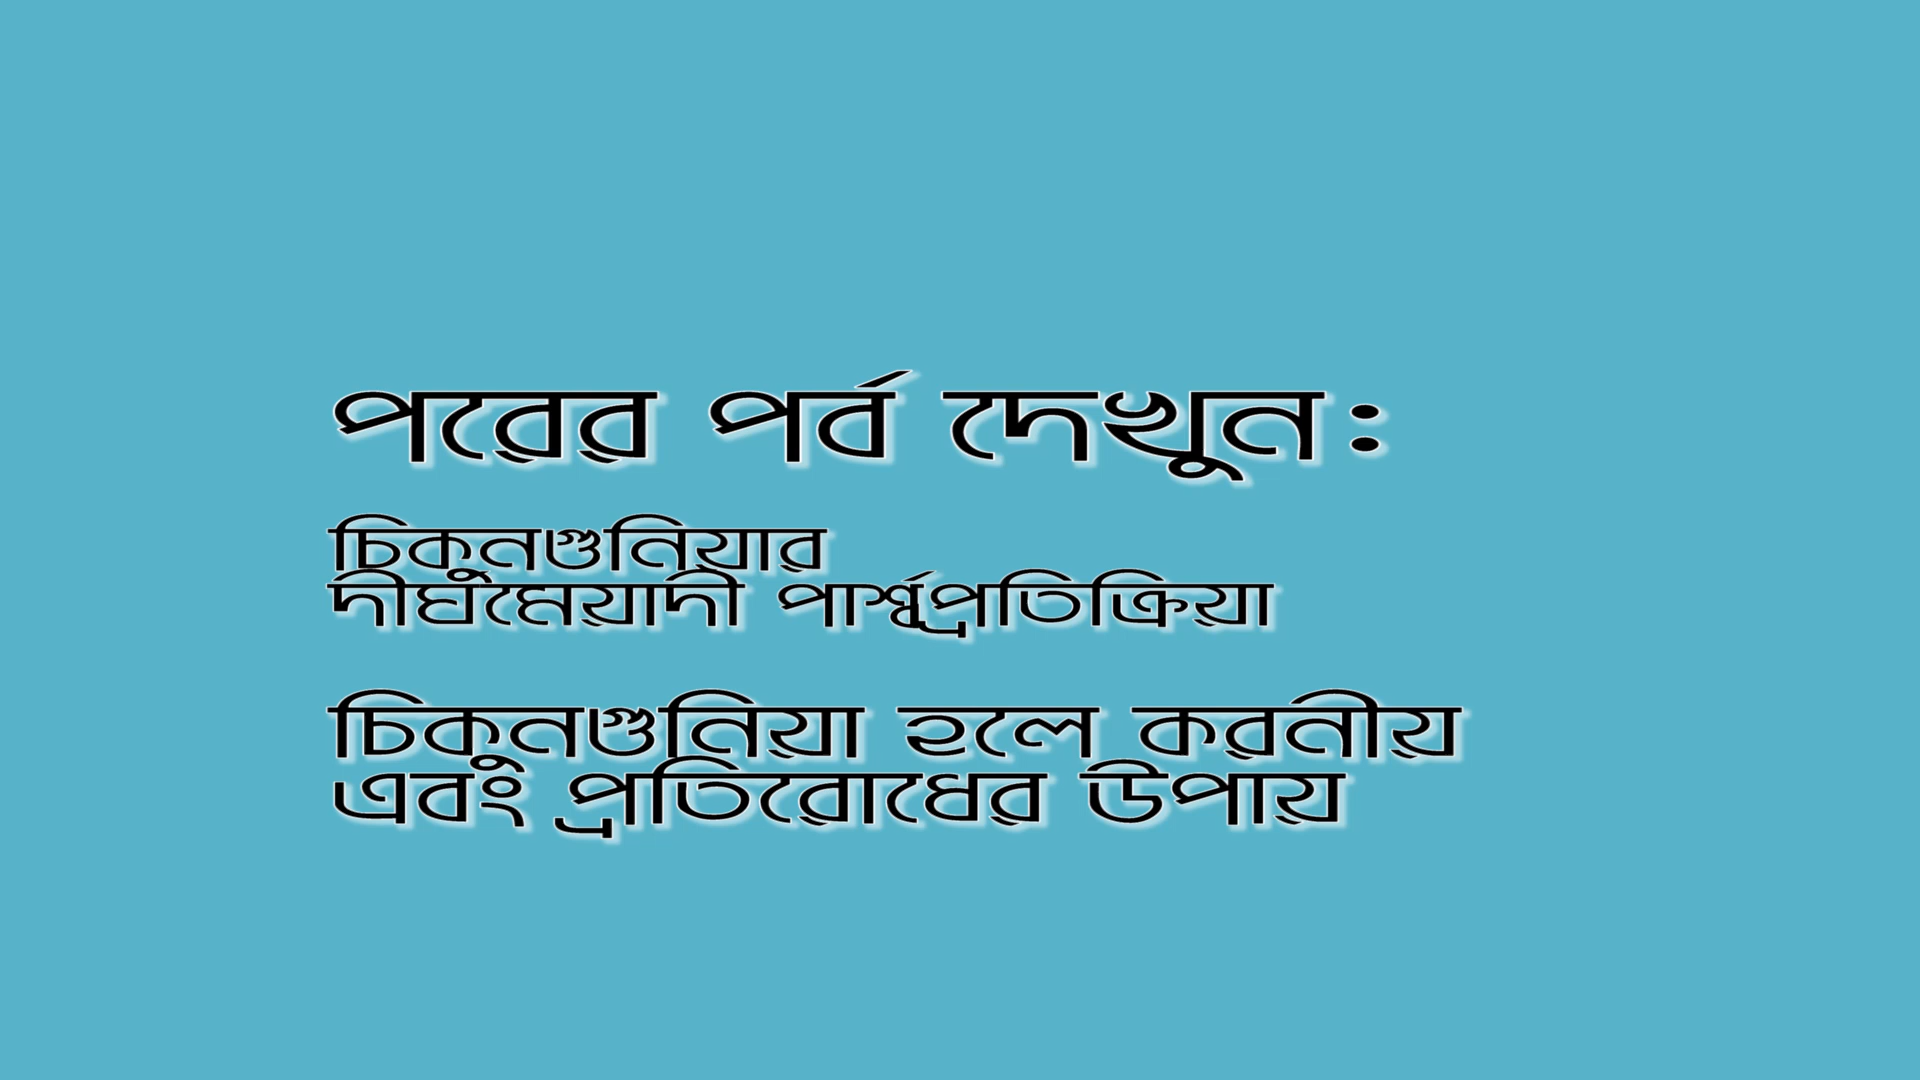 পরের পর্ব দেখুনঃ
চিকুনগুনিয়ার
দীর্ঘমেয়াদী পার্শ্বপ্রতিক্রিয়া
চিকুনগুনিয়া হলে করনীয়
এবং প্রতিরোধের উপায়